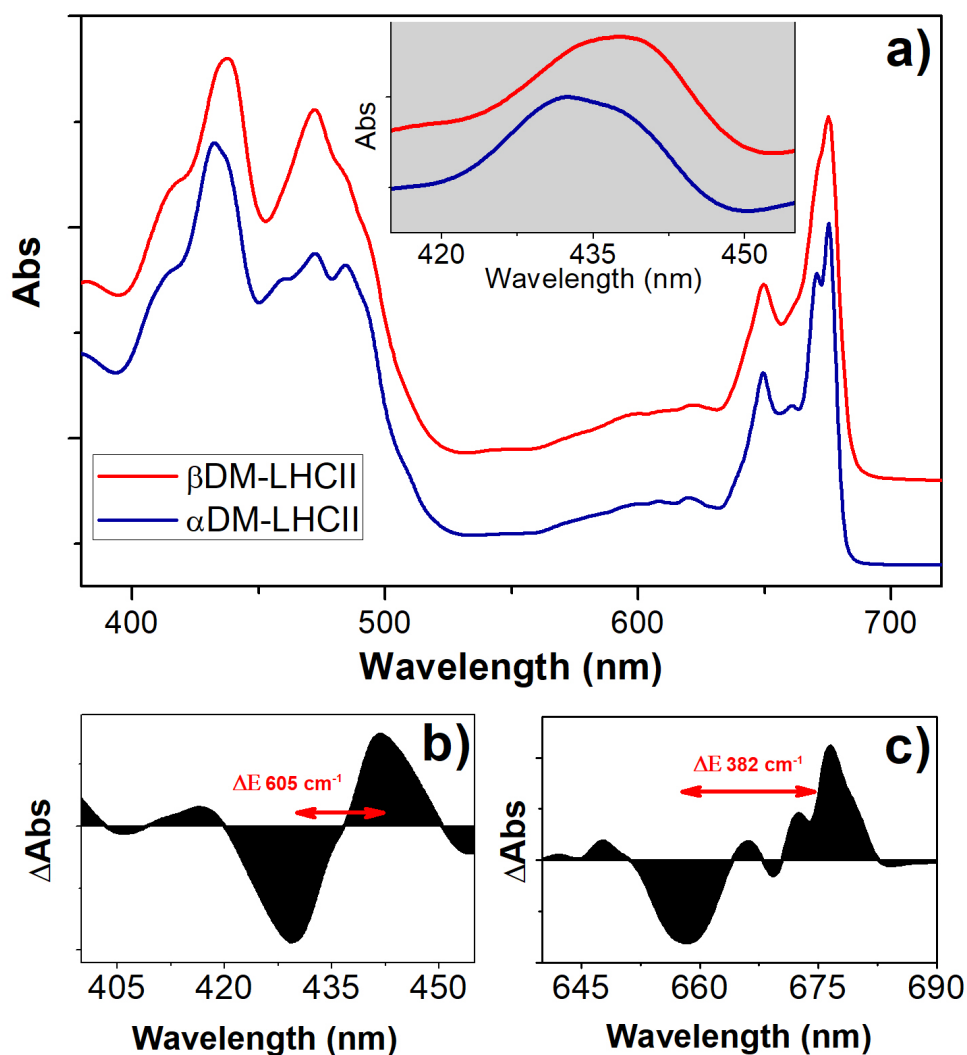 a)
Abs
Abs
420 435 450
Wavelength (nm)
βDM-LHCII
αDM-LHCII
400 500 600 700
Wavelength (nm)
b)
ΔE 605 cm⁻¹
ΔAbs
405 420 435 450
Wavelength (nm)
c)
ΔE 382 cm⁻¹
ΔAbs
645 660 675 690
Wavelength (nm)